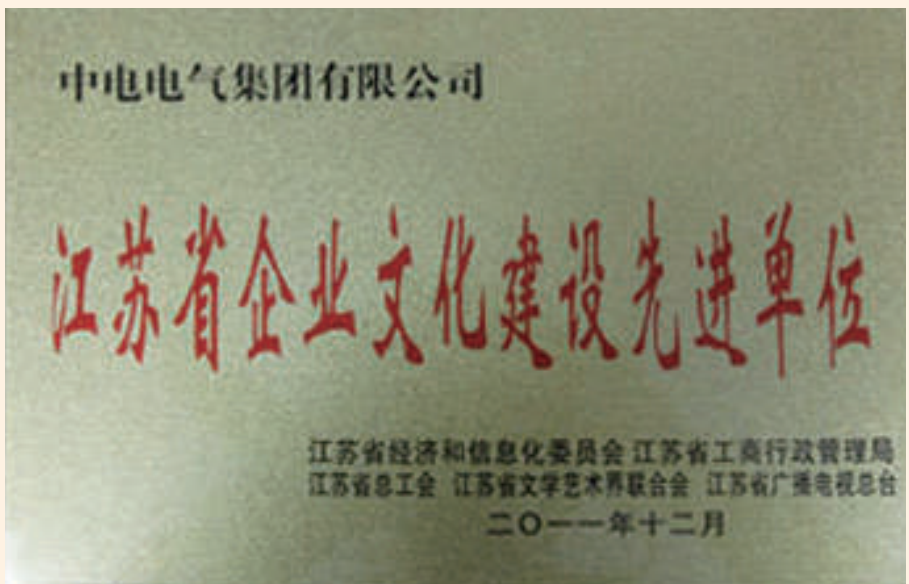 中电电气集团有限公司
江苏省企业文化建设先进单位
江苏省经济和信息化委员会 江苏省工商行政管理局
江苏省总工会 江苏省文学艺术界联合会 江苏省广播电视总台
二〇一一年十二月